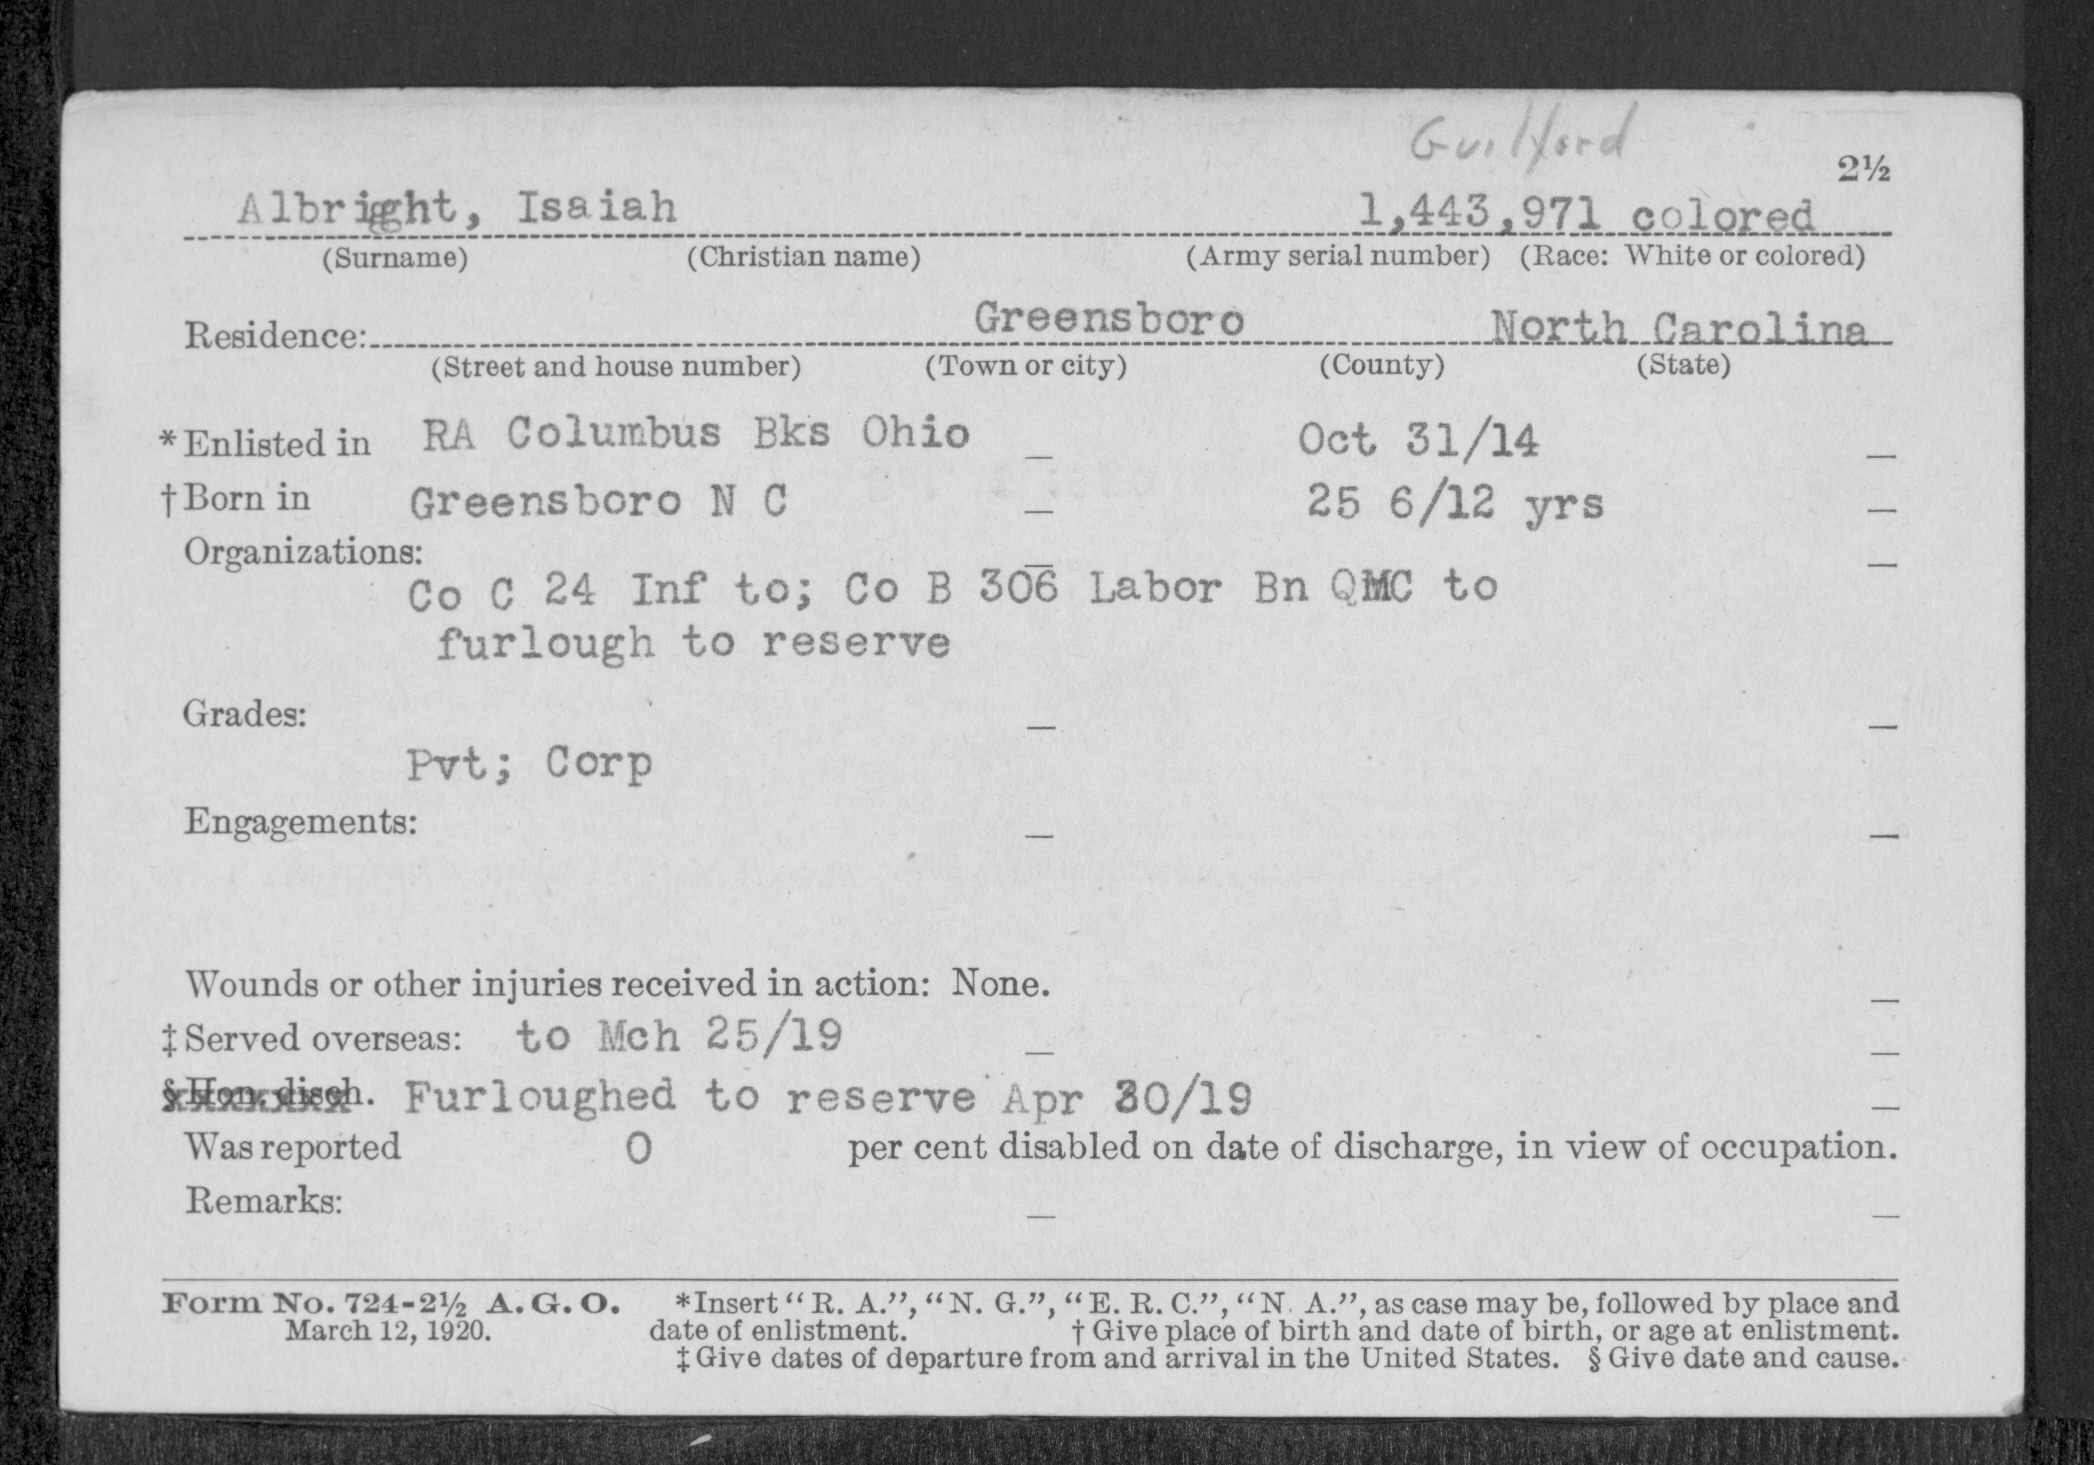 Guilford
2½
Albright, Isaiah 1,443,971 colored
(Surname) (Christian name) (Army serial number) (Race: White or colored)
Residence: Greensboro North Carolina
(Street and house number) (Town or city) (County) (State)
*Enlisted in RA Columbus Bks Ohio Oct 31/14
†Born in Greensboro N C 25 6/12 yrs
Organizations:
Co C 24 Inf to; Co B 306 Labor Bn QMC to
furlough to reserve
Grades:
Pvt; Corp
Engagements:
Wounds or other injuries received in action: None.
‡Served overseas: to Mch 25/19
§Hon. disch. Furloughed to reserve Apr 30/19
Was reported 0 per cent disabled on date of discharge, in view of occupation.
Remarks:
Form No. 724-2½ A.G.O. *Insert "R. A.", "N. G.", "E. R. C.", "N. A.", as case may be, followed by place and
March 12, 1920. date of enlistment. †Give place of birth and date of birth, or age at enlistment.
‡Give dates of departure from and arrival in the United States. §Give date and cause.